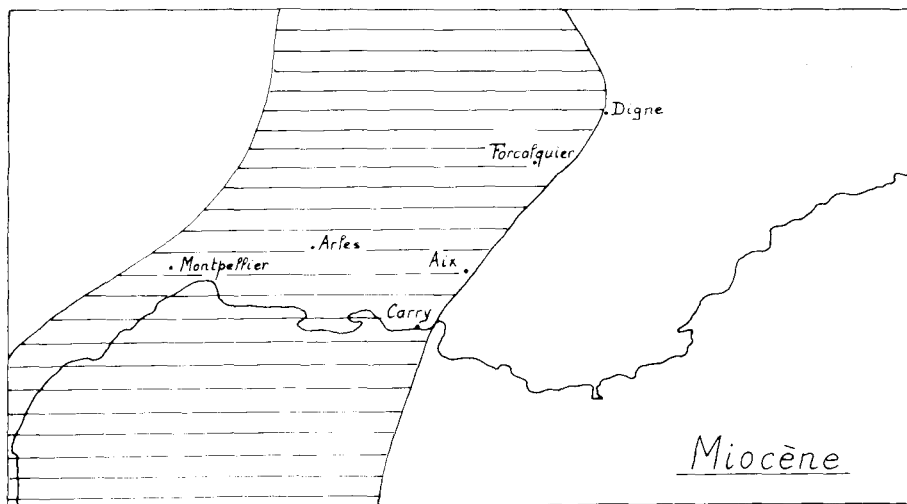 Digne
Forcalquier
Arles
Aix
Montpellier
Carry
Miocène